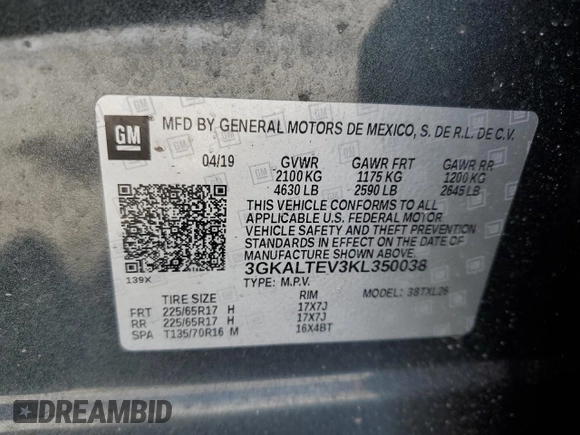 GM
MFD BY GENERAL MOTORS DE MEXICO, S. DE R.L. DE C.V.
04/19 GVWR GAWR FRT GAWR RR
2100 KG 1175 KG 1200 KG
4630 LB 2590 LB 2645 LB
THIS VEHICLE CONFORMS TO ALL
APPLICABLE U.S. FEDERAL MOTOR
VEHICLE SAFETY AND THEFT PREVENTION
STANDARDS IN EFFECT ON THE DATE OF
MANUFACTURE SHOWN ABOVE.
3GKALTEV3KL350038
139X
TYPE: M.P.V. MODEL: 38TXL26
TIRE SIZE RIM
FRT 225/65R17 H 17X7J
RR 225/65R17 H 17X7J
SPA T135/70R16 M 16X4BT
DREAMBID